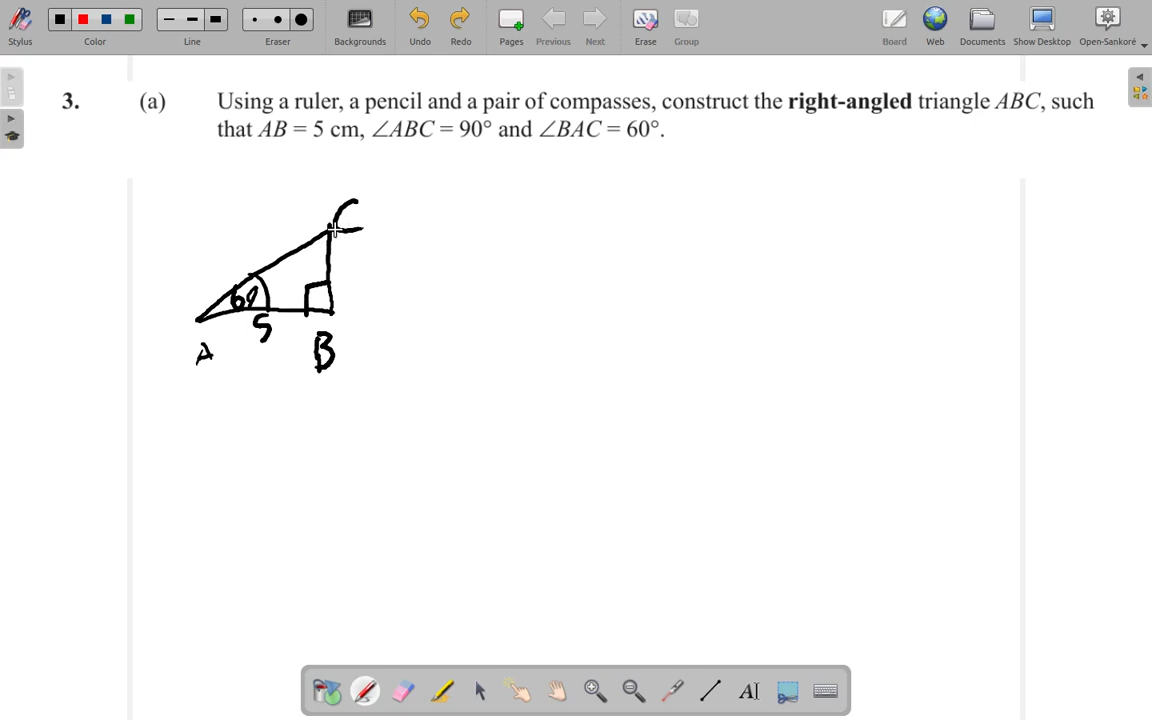 Stylus Color Line Eraser Backgrounds Undo Redo Pages Previous Next Erase Group Board Web Documents Show Desktop Open-Sankoré
3. (a) Using a ruler, a pencil and a pair of compasses, construct the right-angled triangle ABC, such
that AB = 5 cm, ∠ABC = 90° and ∠BAC = 60°.
C
60
5
A B